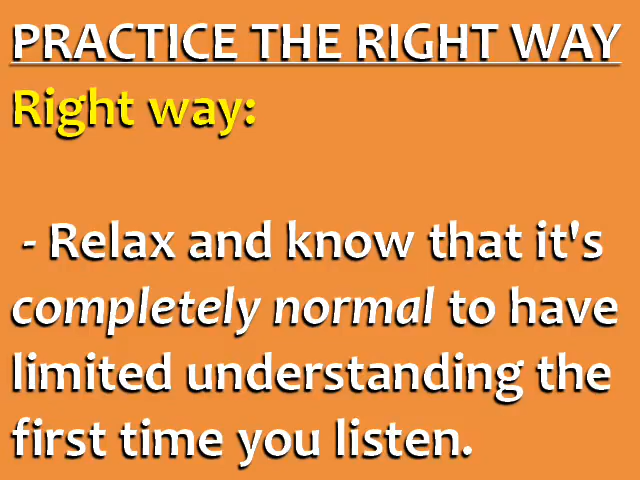 PRACTICE THE RIGHT WAY
Right way:
- Relax and know that it's
completely normal to have
limited understanding the
first time you listen.